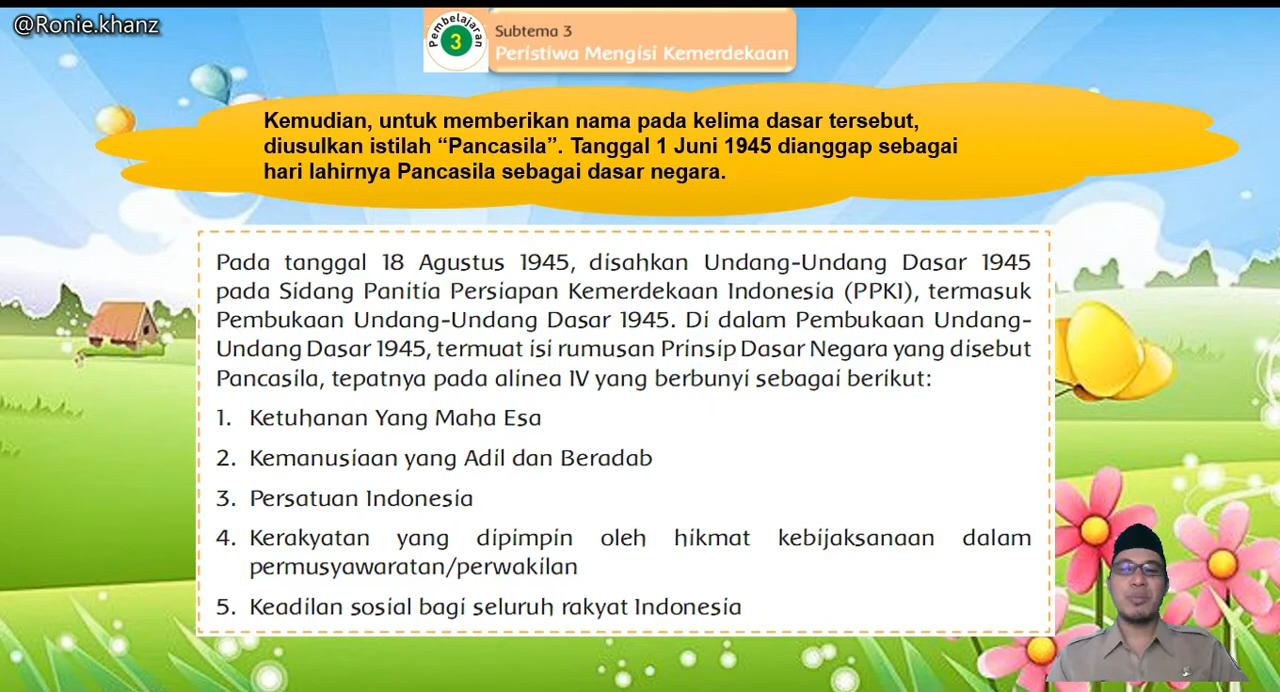 @Ronie.khanz
Pembelajaran
3
Subtema 3
Peristiwa Mengisi Kemerdekaan
Kemudian, untuk memberikan nama pada kelima dasar tersebut,
diusulkan istilah “Pancasila”. Tanggal 1 Juni 1945 dianggap sebagai
hari lahirnya Pancasila sebagai dasar negara.
Pada tanggal 18 Agustus 1945, disahkan Undang-Undang Dasar 1945
pada Sidang Panitia Persiapan Kemerdekaan Indonesia (PPKI), termasuk
Pembukaan Undang-Undang Dasar 1945. Di dalam Pembukaan Undang-
Undang Dasar 1945, termuat isi rumusan Prinsip Dasar Negara yang disebut
Pancasila, tepatnya pada alinea IV yang berbunyi sebagai berikut:
1. Ketuhanan Yang Maha Esa
2. Kemanusiaan yang Adil dan Beradab
3. Persatuan Indonesia
4. Kerakyatan yang dipimpin oleh hikmat kebijaksanaan dalam
permusyawaratan/perwakilan
5. Keadilan sosial bagi seluruh rakyat Indonesia